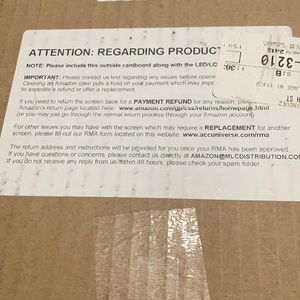 ATTENTION: REGARDING PRODUC
NOTE: Please include this outside cardboard along with the LED/LC
IMPORTANT: Please contact us first regarding any issues before openi
Opening an Amazon case puts a hold on your account which may impa
to expedite a refund or offer a replacement.
If you need to return the screen back for a PAYMENT REFUND for any reason, plea
Amazon's return page located here: www.amazon.com/gp/css/returns/homepage.html
(or you may just go through the normal return process through your Amazon account)
For other issues you may have with the screen which may require a REPLACEMENT for another
screen, please fill out our RMA form located on this website: www.accuniverse.com/rma
The return address and instructions will be provided for you once your RMA has been approved.
If you have questions or concerns, please contact us directly at AMAZON@MLCDISTRIBUTION.CO
If you do not receive any reply from us within 48 hours, please check your spam folder
-3210
S:B
ST